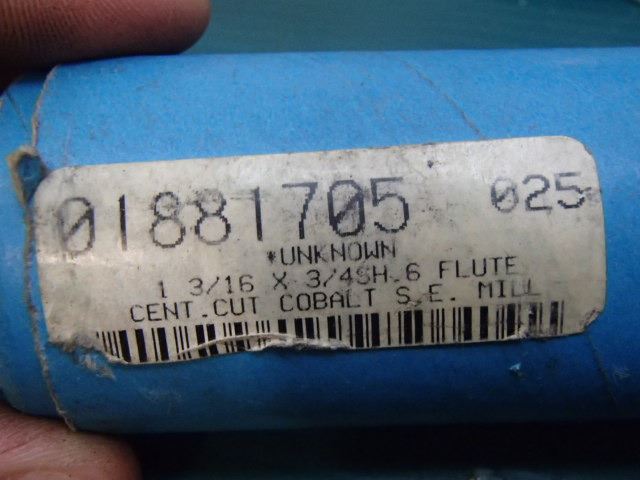 01881705 025
*UNKNOWN
1 3/16 X 3/4SH 6 FLUTE
CENT.CUT COBALT S.E. MILL